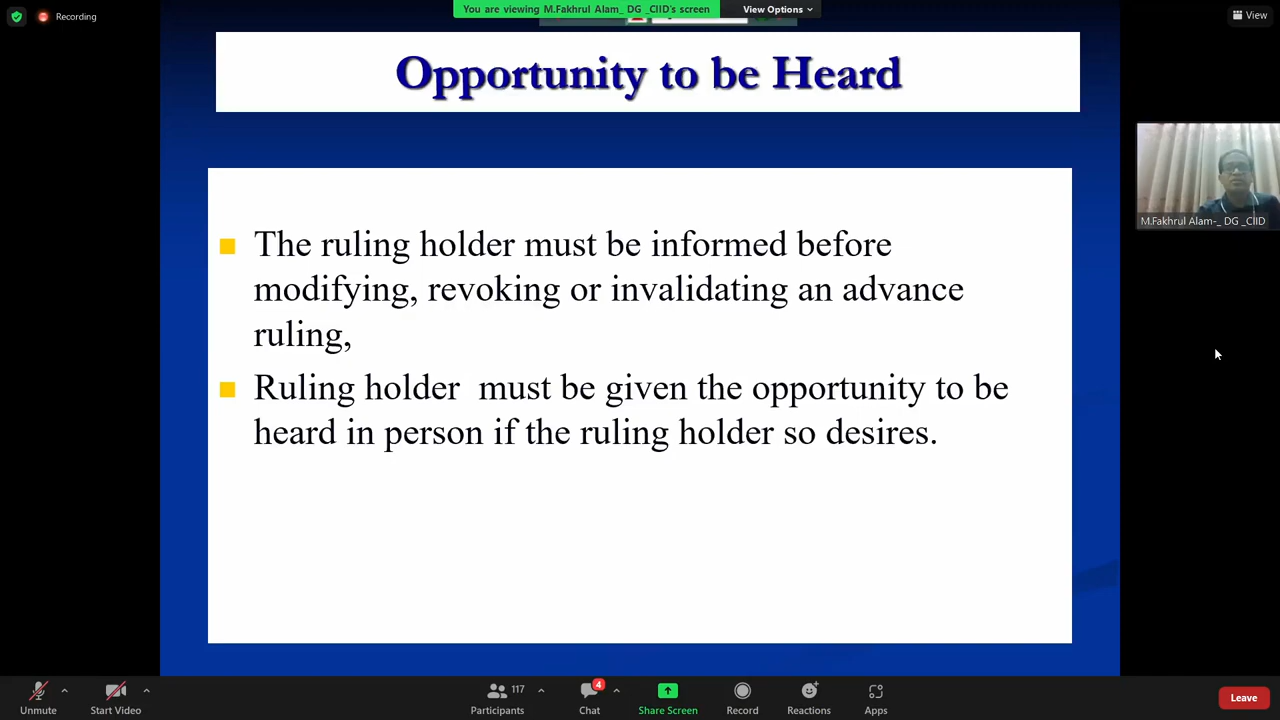 You are viewing M.Fakhrul Alam_ DG _CIID's screen
View Options
Recording
View
Opportunity to be Heard
M.Fakhrul Alam-_ DG _CIID
The ruling holder must be informed before
modifying, revoking or invalidating an advance
ruling,
Ruling holder must be given the opportunity to be
heard in person if the ruling holder so desires.
Unmute
Start Video
117
Participants
4
Chat
Share Screen
Record
Reactions
Apps
Leave